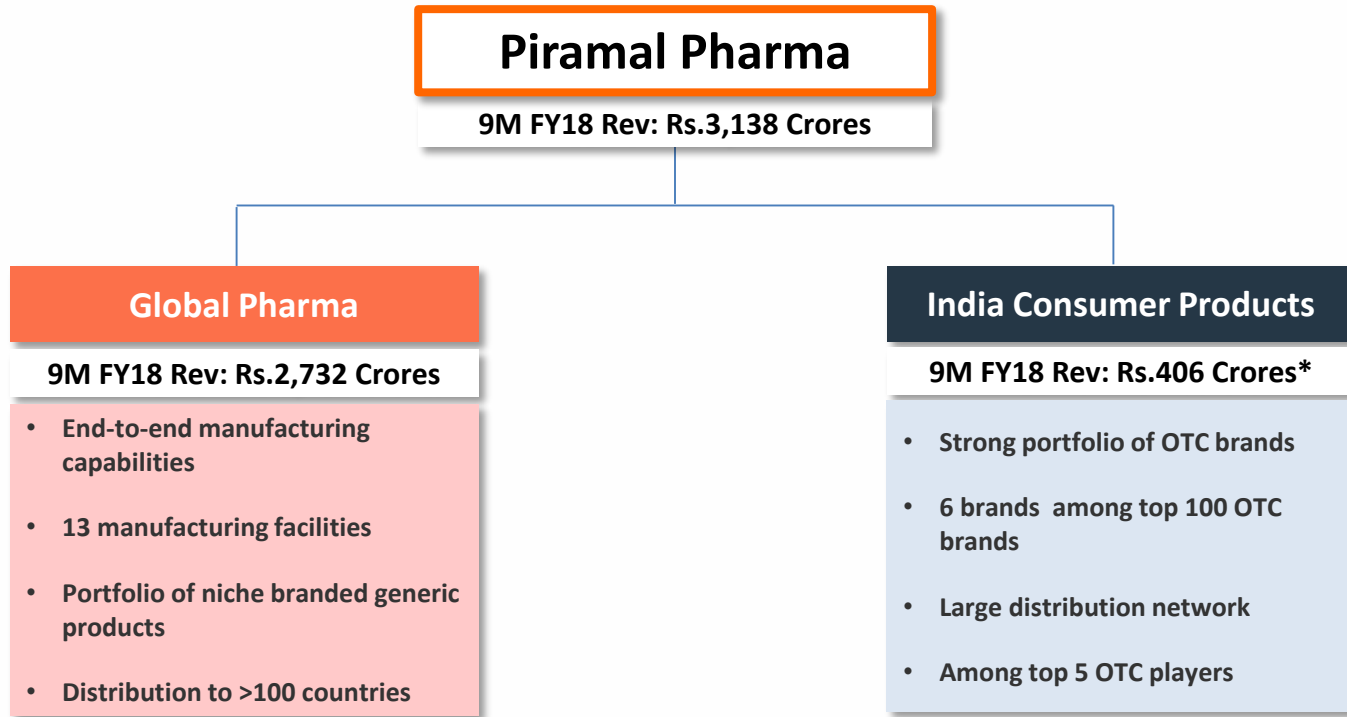 Piramal Pharma
9M FY18 Rev: Rs.3,138 Crores
Global Pharma
9M FY18 Rev: Rs.2,732 Crores
• End-to-end manufacturing
capabilities
• 13 manufacturing facilities
• Portfolio of niche branded generic
products
• Distribution to >100 countries
India Consumer Products
9M FY18 Rev: Rs.406 Crores*
• Strong portfolio of OTC brands
• 6 brands among top 100 OTC
brands
• Large distribution network
• Among top 5 OTC players